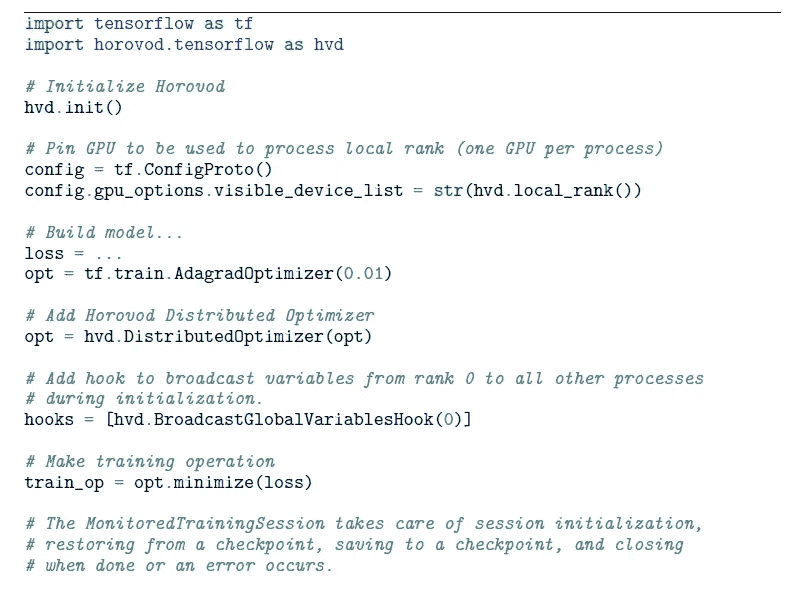 import tensorflow as tf
import horovod.tensorflow as hvd
# Initialize Horovod
hvd.init()
# Pin GPU to be used to process local rank (one GPU per process)
config = tf.ConfigProto()
config.gpu_options.visible_device_list = str(hvd.local_rank())
# Build model...
loss = ...
opt = tf.train.AdagradOptimizer(0.01)
# Add Horovod Distributed Optimizer
opt = hvd.DistributedOptimizer(opt)
# Add hook to broadcast variables from rank 0 to all other processes
# during initialization.
hooks = [hvd.BroadcastGlobalVariablesHook(0)]
# Make training operation
train_op = opt.minimize(loss)
# The MonitoredTrainingSession takes care of session initialization,
# restoring from a checkpoint, saving to a checkpoint, and closing
# when done or an error occurs.